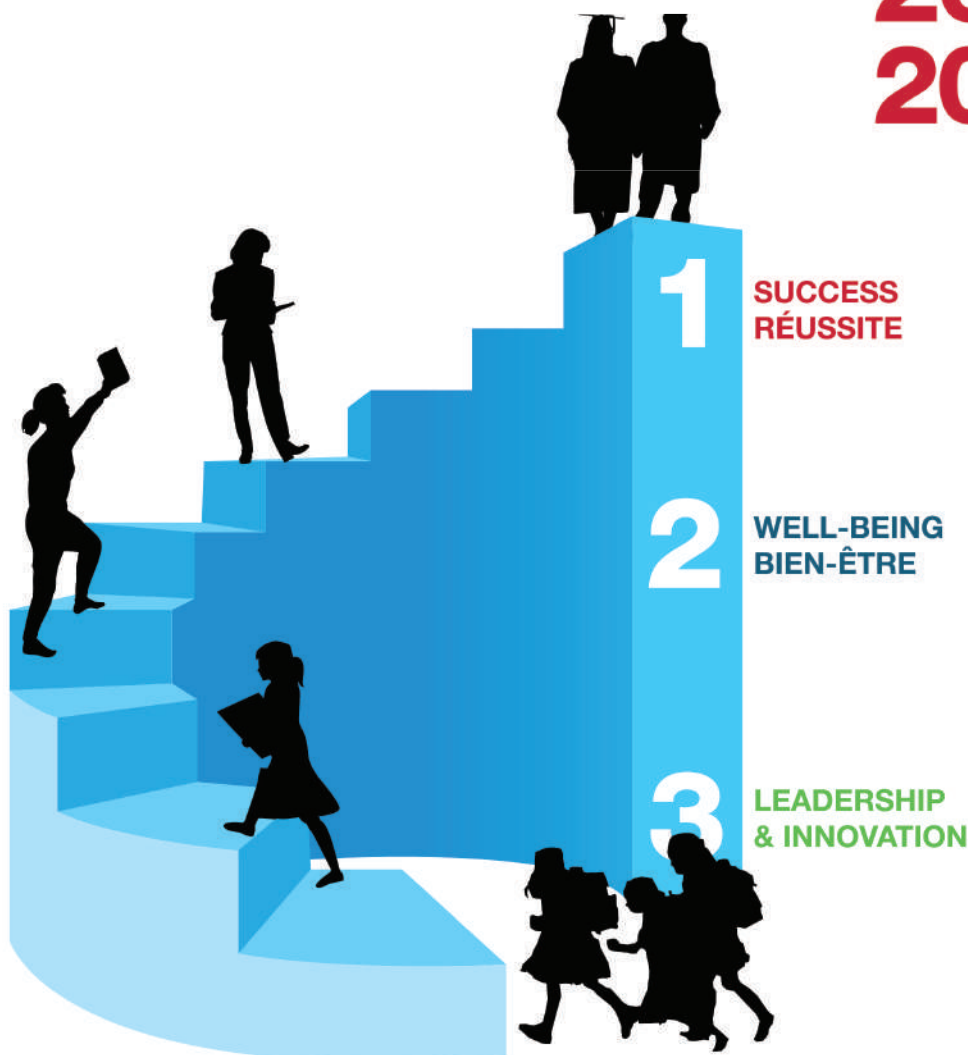 1
SUCCESS
RÉUSSITE
2
WELL-BEING
BIEN-ÊTRE
3
LEADERSHIP
& INNOVATION